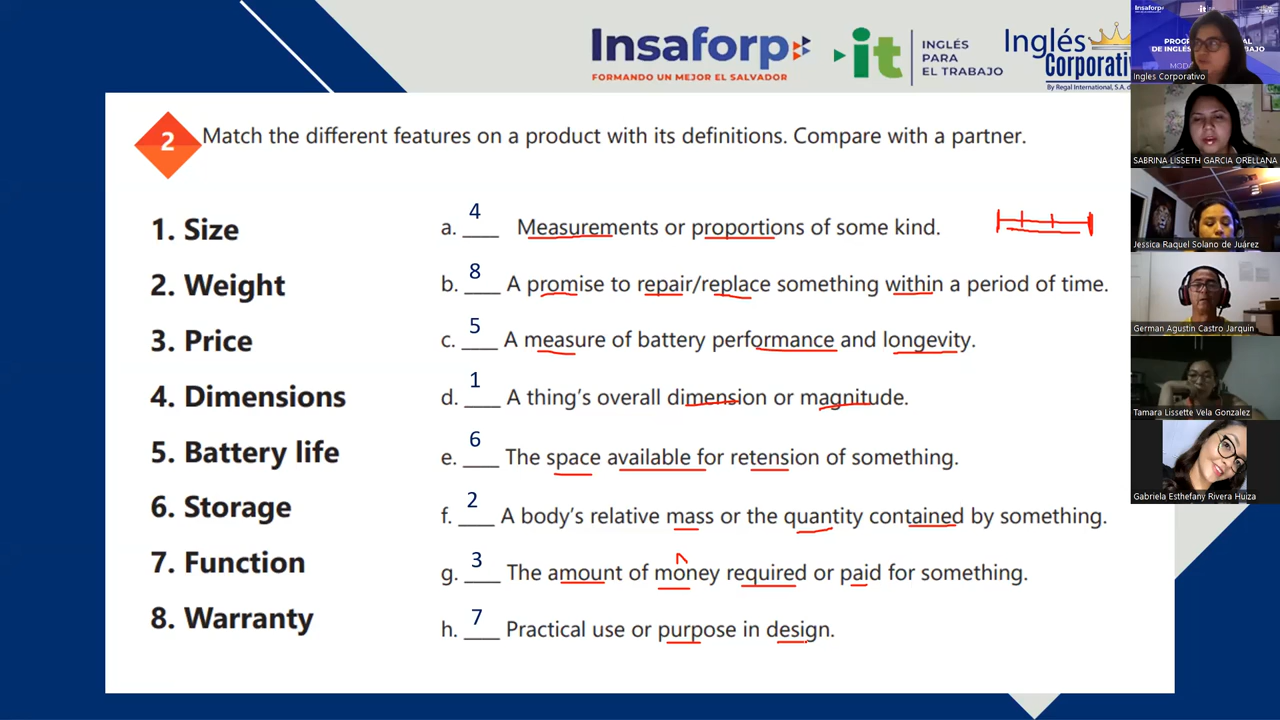 Insaforp
FORMANDO UN MEJOR EL SALVADOR
it
INGLÉS
PARA
EL TRABAJO
Inglés
Corporativ
By Regal International, S.A. d
2
Match the different features on a product with its definitions. Compare with a partner.
1. Size
2. Weight
3. Price
4. Dimensions
5. Battery life
6. Storage
7. Function
8. Warranty
a. 4 Measurements or proportions of some kind.
b. 8 A promise to repair/replace something within a period of time.
c. 5 A measure of battery performance and longevity.
d. 1 A thing's overall dimension or magnitude.
e. 6 The space available for retension of something.
f. 2 A body's relative mass or the quantity contained by something.
g. 3 The amount of money required or paid for something.
h. 7 Practical use or purpose in design.
Insaforp
it
Ingles Corporativo
SABRINA LISSETH GARCIA ORELLANA
Jessica Raquel Solano de Juárez
German Agustin Castro Jarquin
Tamara Lissette Vela Gonzalez
Gabriela Esthefany Rivera Huiza